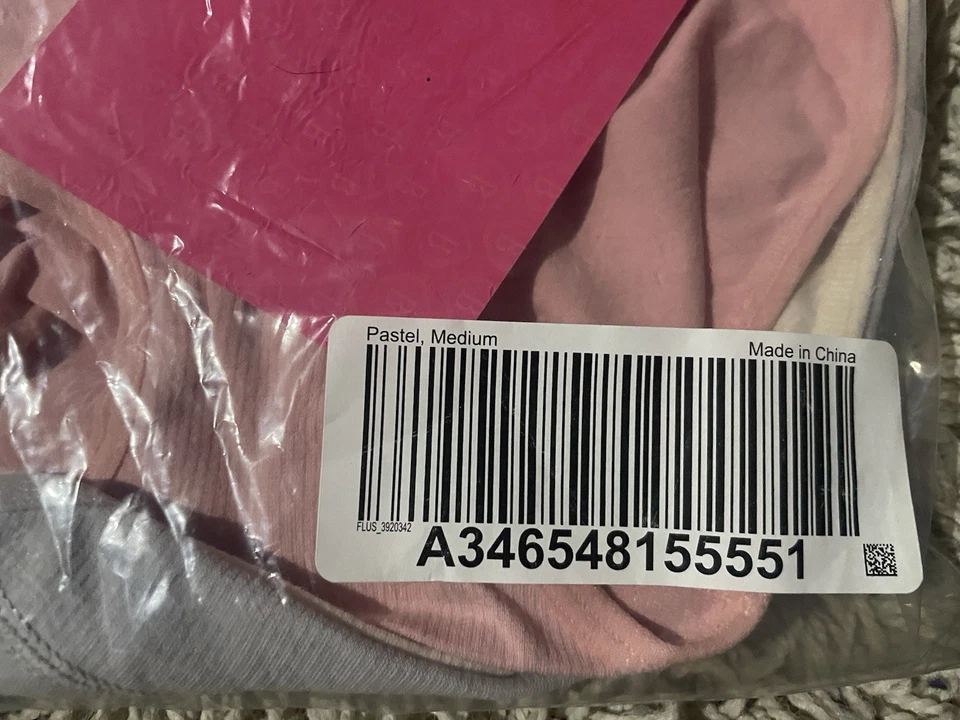 Pastel, Medium
Made in China
FLUS_3920342
A346548155551